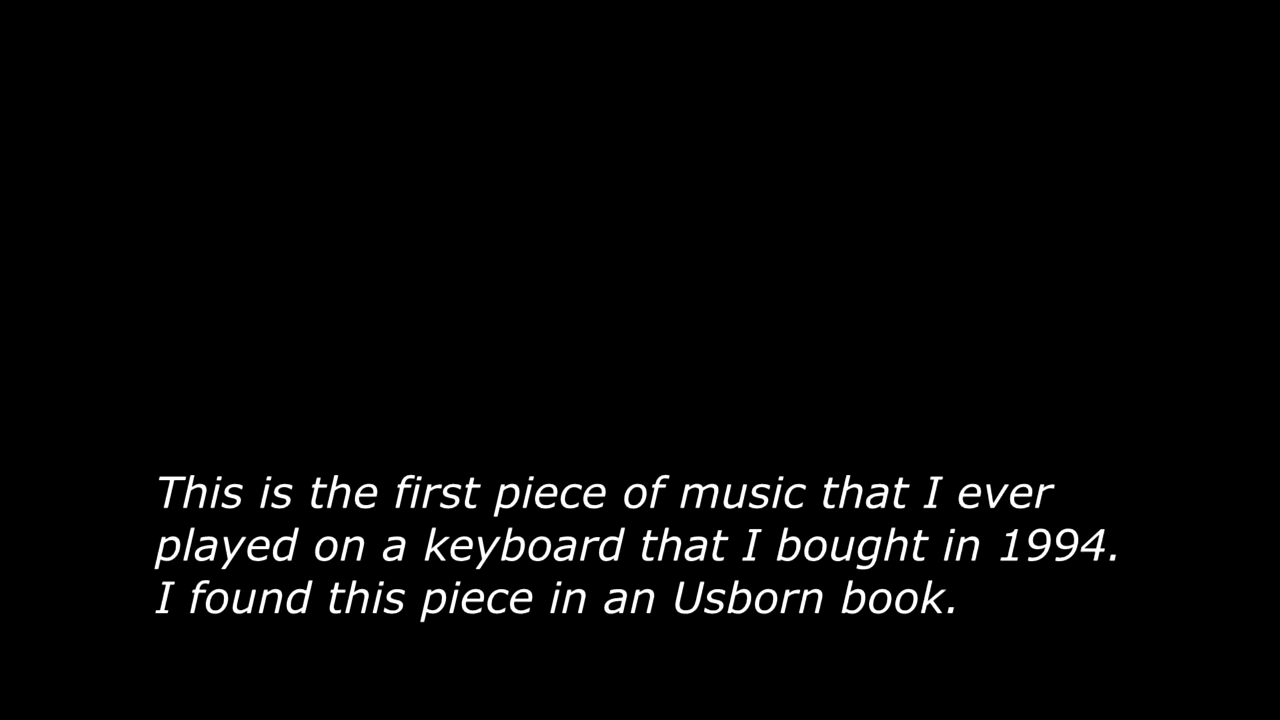 This is the first piece of music that I ever
played on a keyboard that I bought in 1994.
I found this piece in an Usborn book.